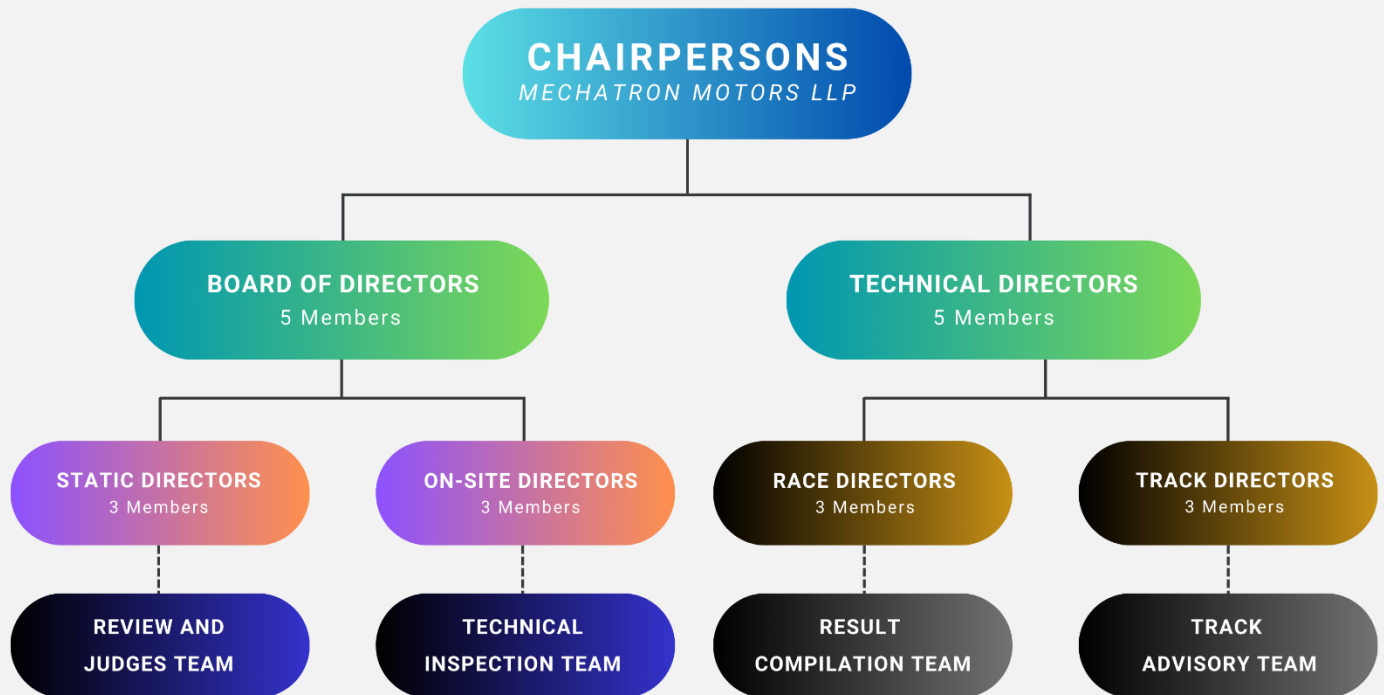 CHAIRPERSONS
MECHATRON MOTORS LLP
BOARD OF DIRECTORS
5 Members
TECHNICAL DIRECTORS
5 Members
STATIC DIRECTORS
3 Members
ON-SITE DIRECTORS
3 Members
RACE DIRECTORS
3 Members
TRACK DIRECTORS
3 Members
REVIEW AND
JUDGES TEAM
TECHNICAL
INSPECTION TEAM
RESULT
COMPILATION TEAM
TRACK
ADVISORY TEAM